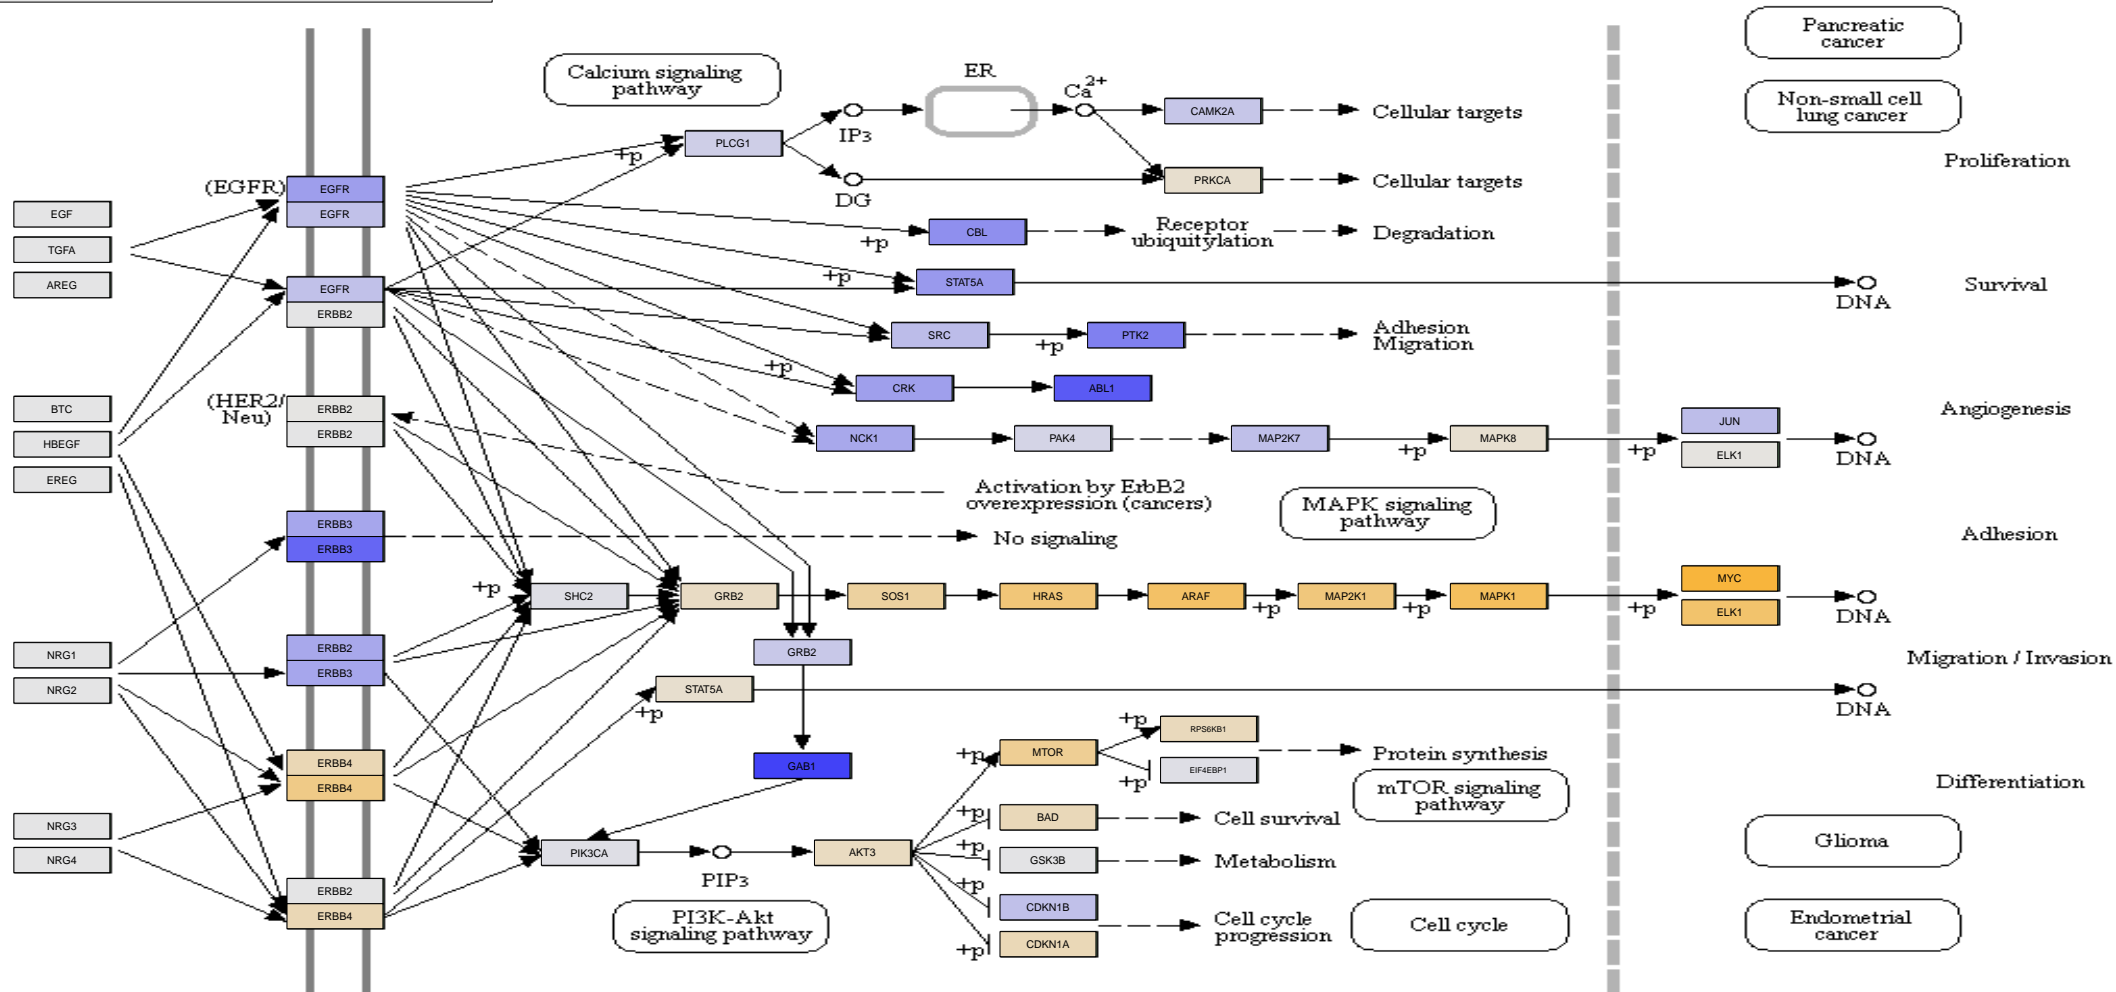 Pancreatic
cancer
Calcium signaling
pathway
ER
Ca2+
CAMK2A
Cellular targets
Non-small cell
lung cancer
IP3
PLCG1
+p
Proliferation
(EGFR)
EGFR
EGFR
DG
PRKCA
Cellular targets
EGF
TGFA
AREG
CBL
+p
Receptor
ubiquitylation
Degradation
EGFR
ERBB2
+p
STAT5A
DNA
Survival
SRC
+p
PTK2
Adhesion
Migration
+p
CRK
ABL1
BTC
HBEGF
EREG
(HER2/
Neu)
ERBB2
ERBB2
NCK1
PAK4
MAP2K7
+p
MAPK8
+p
JUN
ELK1
DNA
Angiogenesis
Activation by ErbB2
overexpression (cancers)
MAPK signaling
pathway
ERBB3
ERBB3
No signaling
Adhesion
+p
SHC2
GRB2
SOS1
HRAS
ARAF
+p
MAP2K1
+p
MAPK1
+p
MYC
ELK1
DNA
NRG1
NRG2
ERBB2
ERBB3
GRB2
Migration / Invasion
STAT5A
+p
DNA
ERBB4
ERBB4
GAB1
+p
MTOR
+p
RPS6KB1
+p
EIF4EBP1
Protein synthesis
mTOR signaling
pathway
Differentiation
NRG3
NRG4
+p
BAD
Cell survival
PIK3CA
PIP3
AKT3
+p
GSK3B
Metabolism
Glioma
ERBB2
ERBB4
PI3K-Akt
signaling pathway
+p
CDKN1B
+p
CDKN1A
Cell cycle
progression
Cell cycle
Endometrial
cancer